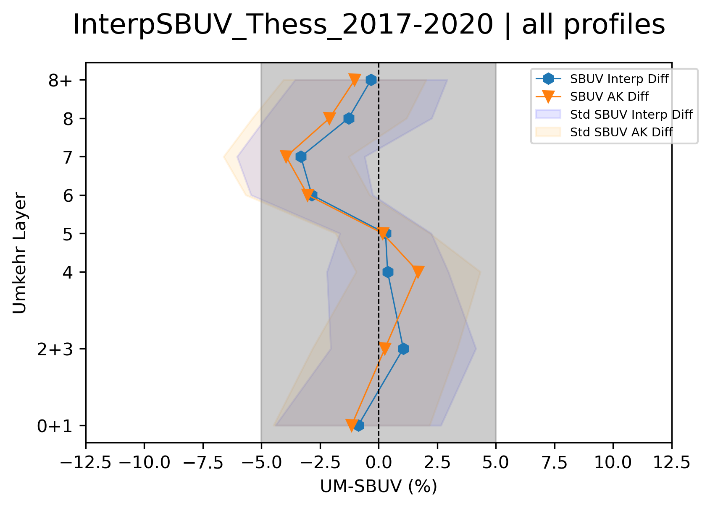 InterpSBUV_Thess_2017-2020 | all profiles
8+
8
7
6
5
4
2+3
0+1
Umkehr Layer
SBUV Interp Diff
SBUV AK Diff
Std SBUV Interp Diff
Std SBUV AK Diff
−12.5 −10.0 −7.5 −5.0 −2.5 0.0 2.5 5.0 7.5 10.0 12.5
UM-SBUV (%)